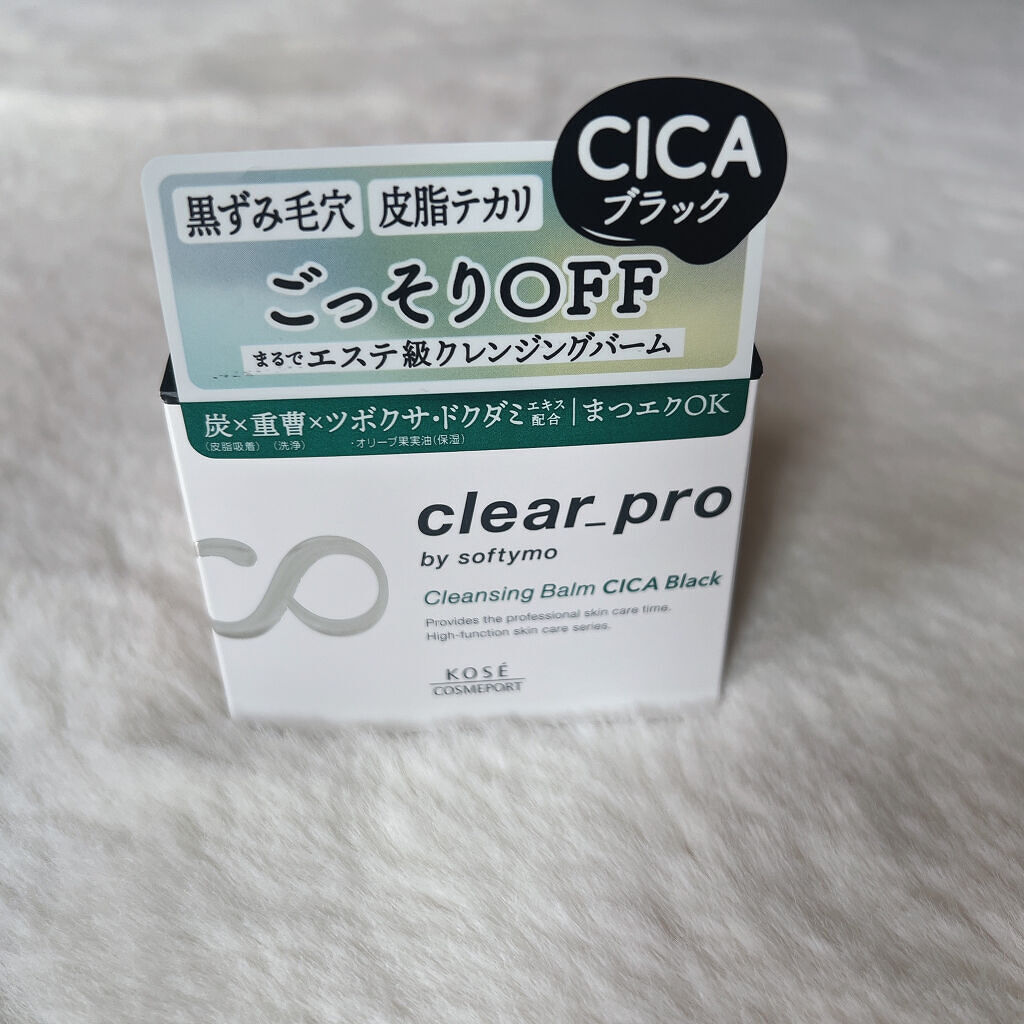 CICA
ブラック
黒ずみ毛穴 皮脂テカリ
ごっそりOFF
まるでエステ級クレンジングバーム
炭×重曹×ツボクサ・ドクダミエキス配合|まつエクOK
(皮脂吸着) (洗浄) ・オリーブ果実油(保湿)
clear_pro
by softymo
Cleansing Balm CICA Black
Provides the professional skin care time.
High-function skin care series.
KOSÉ
COSMEPORT